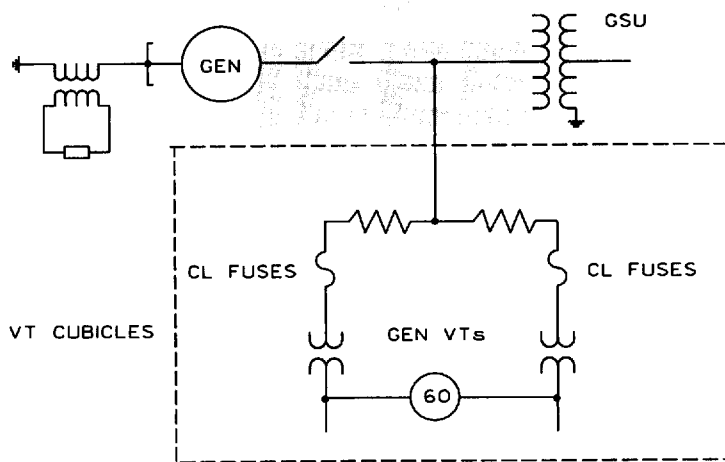 GSU
GEN
CL FUSES
CL FUSES
VT CUBICLES
GEN VTs
60